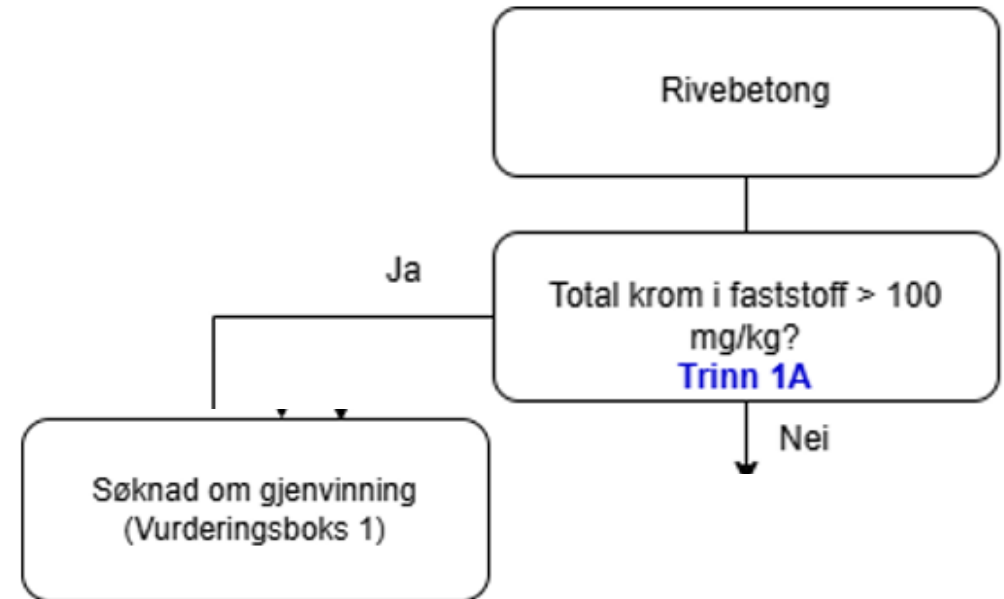 Rivebetong
Ja
Total krom i faststoff > 100
mg/kg?
Trinn 1A
Nei
Søknad om gjenvinning
(Vurderingsboks 1)